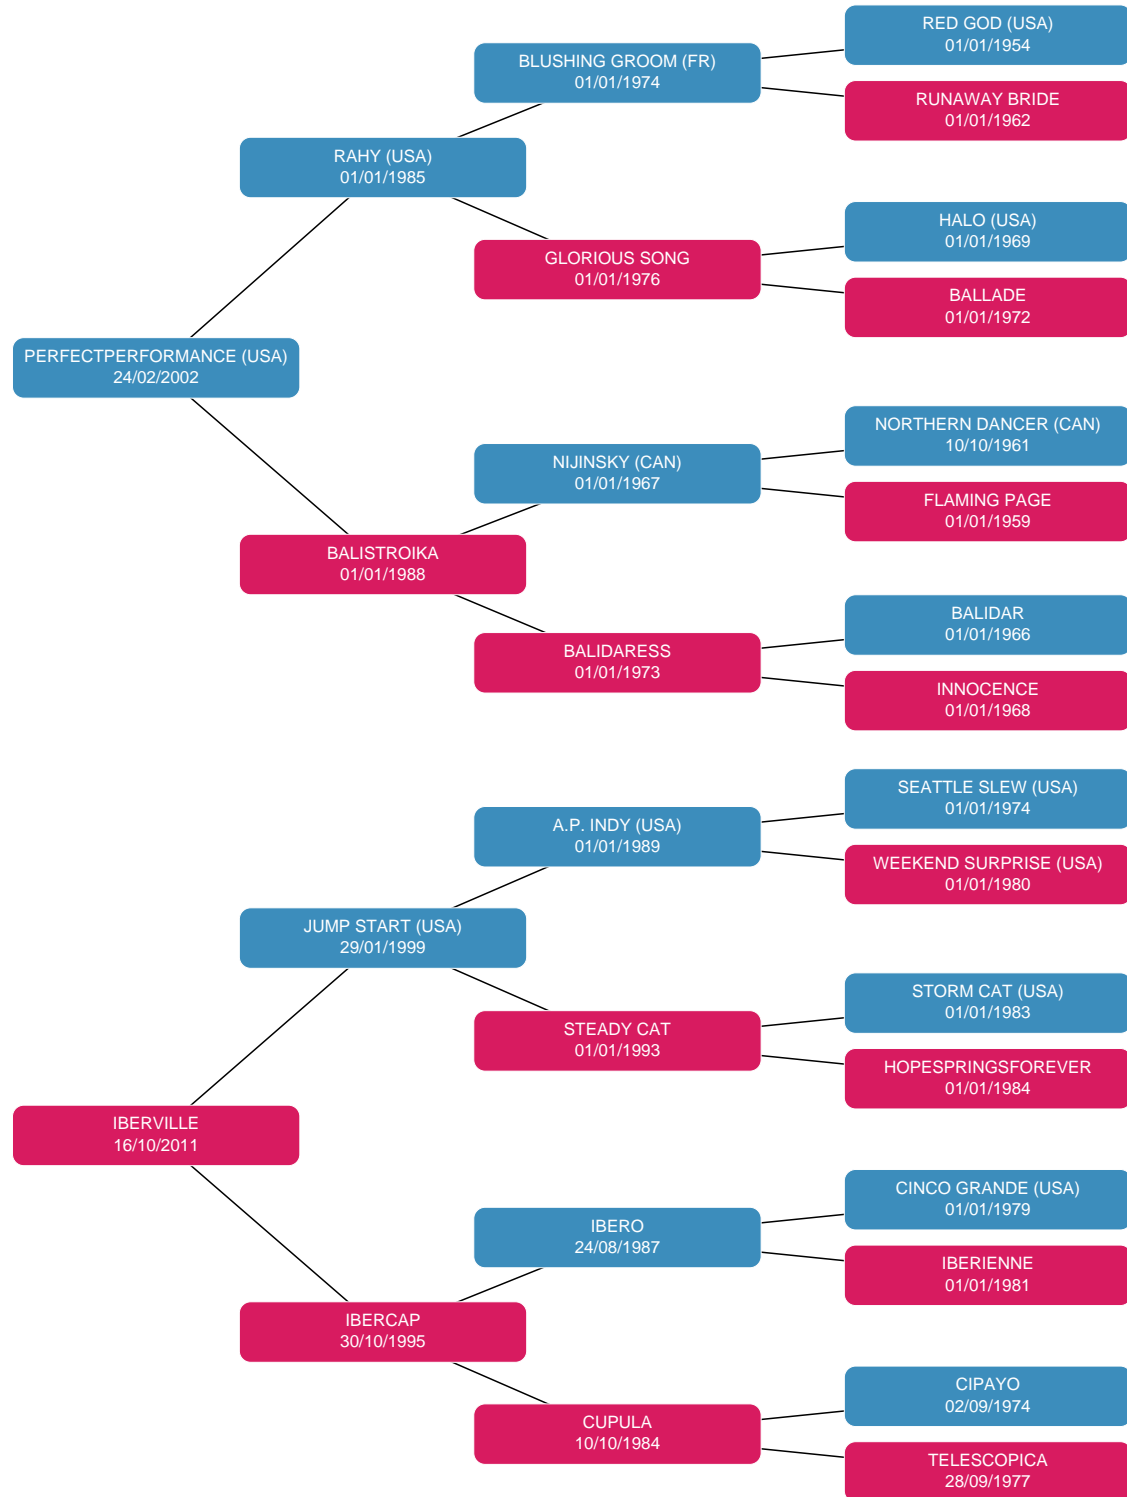 RED GOD (USA)
01/01/1954
BLUSHING GROOM (FR)
01/01/1974
RUNAWAY BRIDE
01/01/1962
RAHY (USA)
01/01/1985
HALO (USA)
01/01/1969
GLORIOUS SONG
01/01/1976
BALLADE
01/01/1972
PERFECTPERFORMANCE (USA)
24/02/2002
NORTHERN DANCER (CAN)
10/10/1961
NIJINSKY (CAN)
01/01/1967
FLAMING PAGE
01/01/1959
BALISTROIKA
01/01/1988
BALIDAR
01/01/1966
BALIDARESS
01/01/1973
INNOCENCE
01/01/1968
SEATTLE SLEW (USA)
01/01/1974
A.P. INDY (USA)
01/01/1989
WEEKEND SURPRISE (USA)
01/01/1980
JUMP START (USA)
29/01/1999
STORM CAT (USA)
01/01/1983
STEADY CAT
01/01/1993
HOPESPRINGSFOREVER
01/01/1984
IBERVILLE
16/10/2011
CINCO GRANDE (USA)
01/01/1979
IBERO
24/08/1987
IBERIENNE
01/01/1981
IBERCAP
30/10/1995
CIPAYO
02/09/1974
CUPULA
10/10/1984
TELESCOPICA
28/09/1977